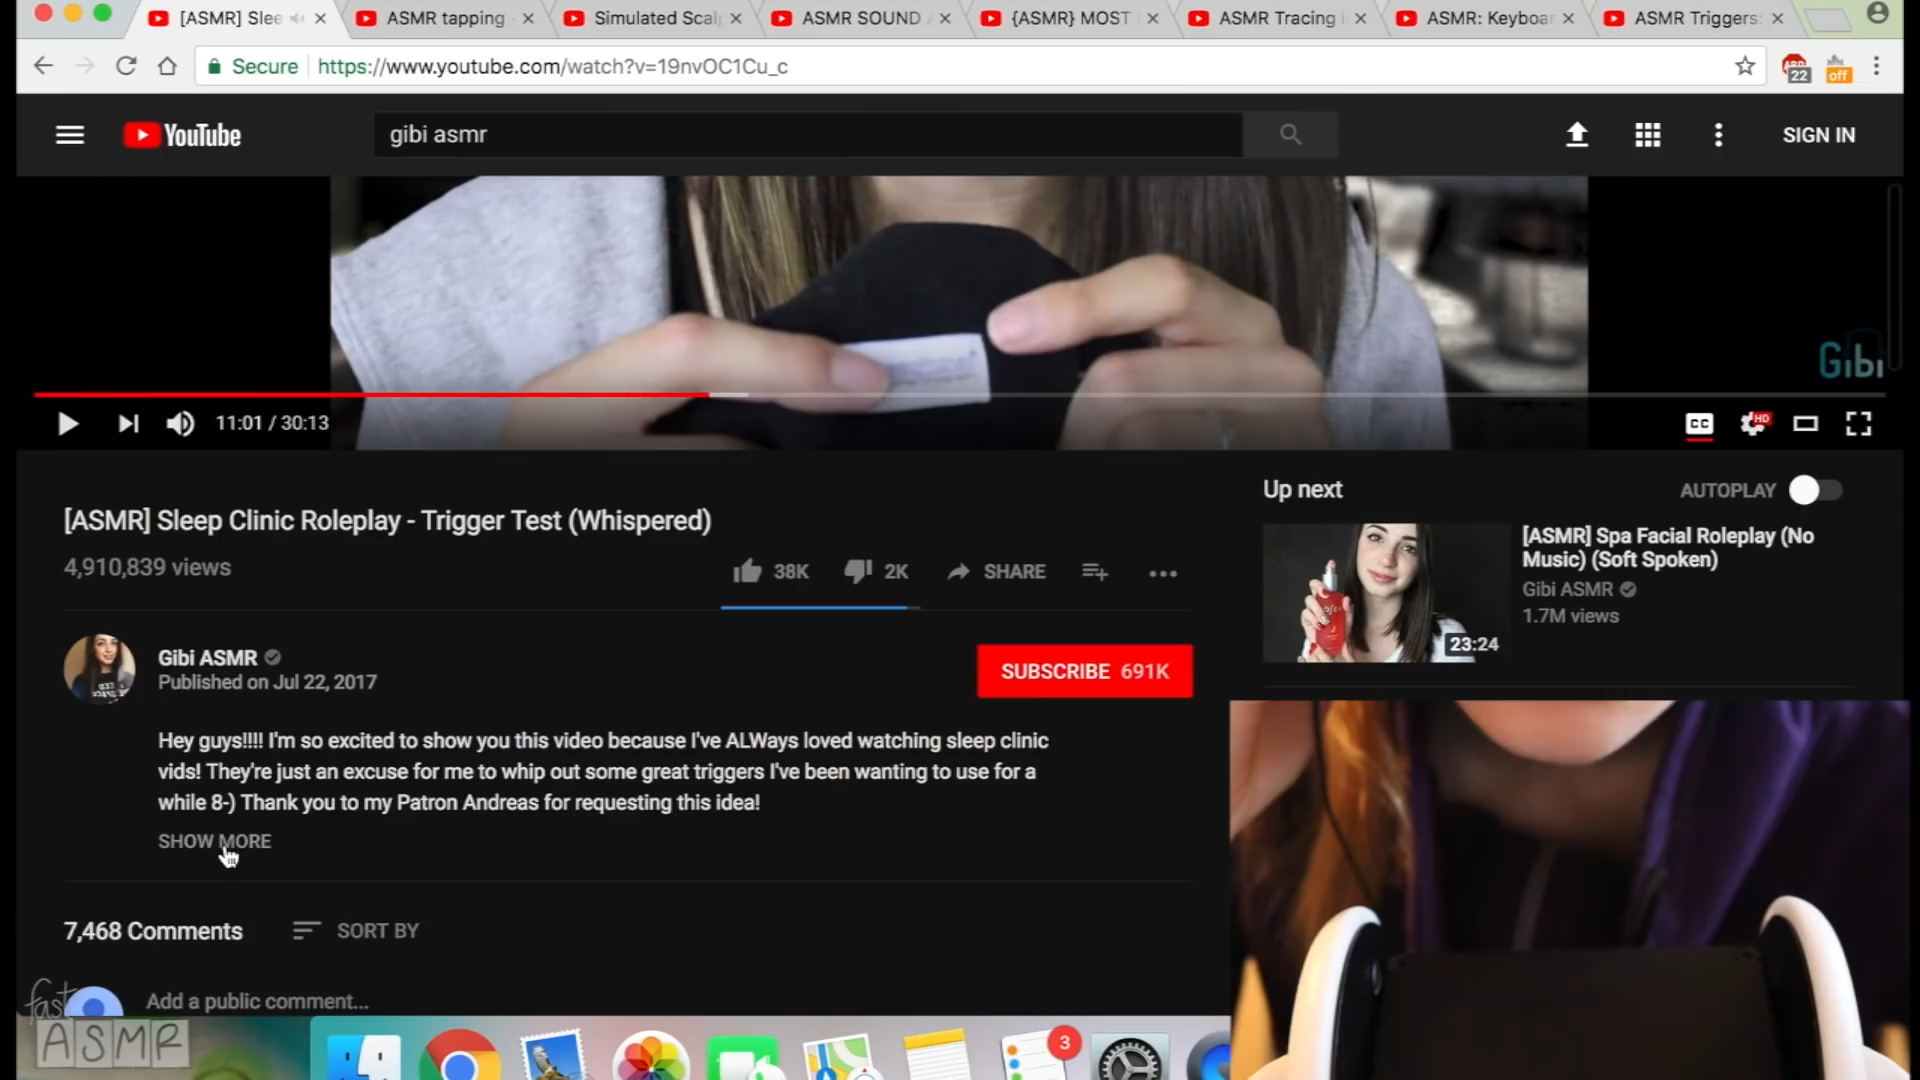 [ASMR] Slee
ASMR tapping
Simulated Scal
ASMR SOUND
{ASMR} MOST
ASMR Tracing
ASMR: Keyboar
ASMR Triggers:
Secure https://www.youtube.com/watch?v=19nvOC1Cu_c
22
off
YouTube
gibi asmr
SIGN IN
Gibi
11:01 / 30:13
CC
HD
[ASMR] Sleep Clinic Roleplay - Trigger Test (Whispered)
4,910,839 views
38K
2K
SHARE
Gibi ASMR
Published on Jul 22, 2017
SUBSCRIBE 691K
Hey guys!!!! I'm so excited to show you this video because I've ALWays loved watching sleep clinic
vids! They're just an excuse for me to whip out some great triggers I've been wanting to use for a
while 8-) Thank you to my Patron Andreas for requesting this idea!
SHOW MORE
7,468 Comments
SORT BY
Add a public comment...
Up next
AUTOPLAY
[ASMR] Spa Facial Roleplay (No
Music) (Soft Spoken)
Gibi ASMR
1.7M views
23:24
fast
ASMR
3